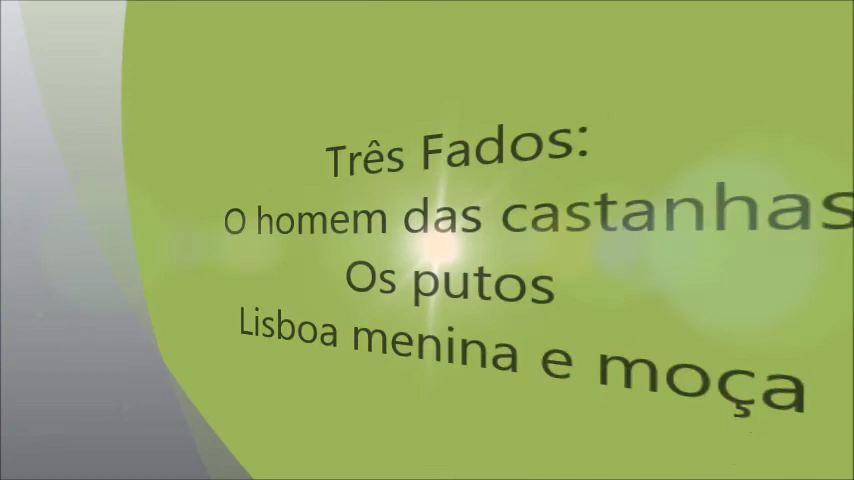 Três Fados:
O homem das castanhas
Os putos
Lisboa menina e moça